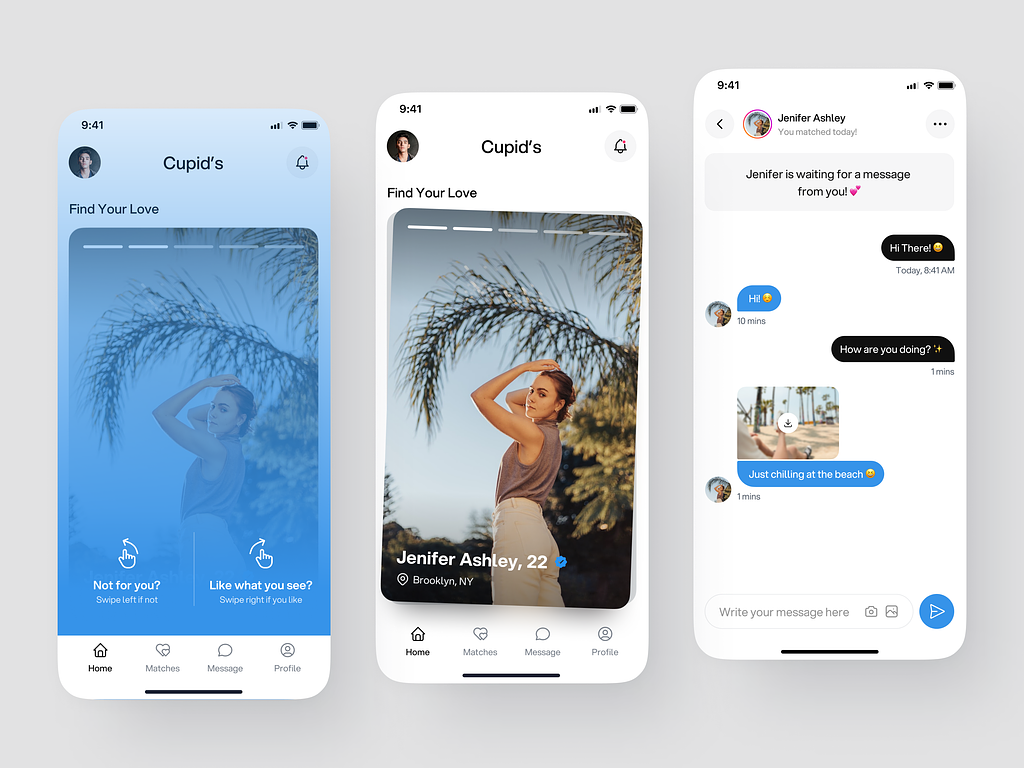 9:41
Cupid's
Find Your Love
Not for you?
Swipe left if not
Like what you see?
Swipe right if you like
Home
Matches
Message
Profile
9:41
Cupid's
Find Your Love
Jenifer Ashley, 22
Brooklyn, NY
Home
Matches
Message
Profile
9:41
Jenifer Ashley
You matched today!
Jenifer is waiting for a message
from you! 💕
Hi There! 😀
Today, 8:41 AM
Hi! 😊
10 mins
How are you doing? ✨
1 mins
Just chilling at the beach 😄
1 mins
Write your message here